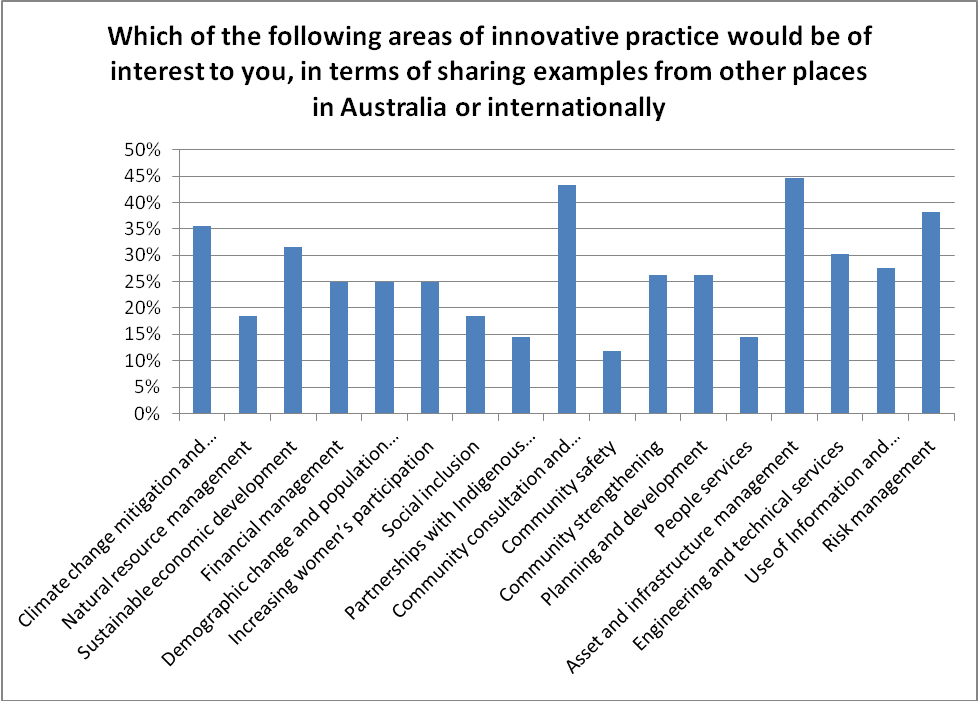 Which of the following areas of innovative practice would be of
interest to you, in terms of sharing examples from other places
in Australia or internationally
50%
45%
40%
35%
30%
25%
20%
15%
10%
5%
0%
Climate change mitigation and...
Natural resource management
Sustainable economic development
Financial management
Demographic change and population...
Increasing women's participation
Social inclusion
Partnerships with Indigenous...
Community consultation and...
Community safety
Community strengthening
Planning and development
People services
Asset and infrastructure management
Engineering and technical services
Use of Information and...
Risk management